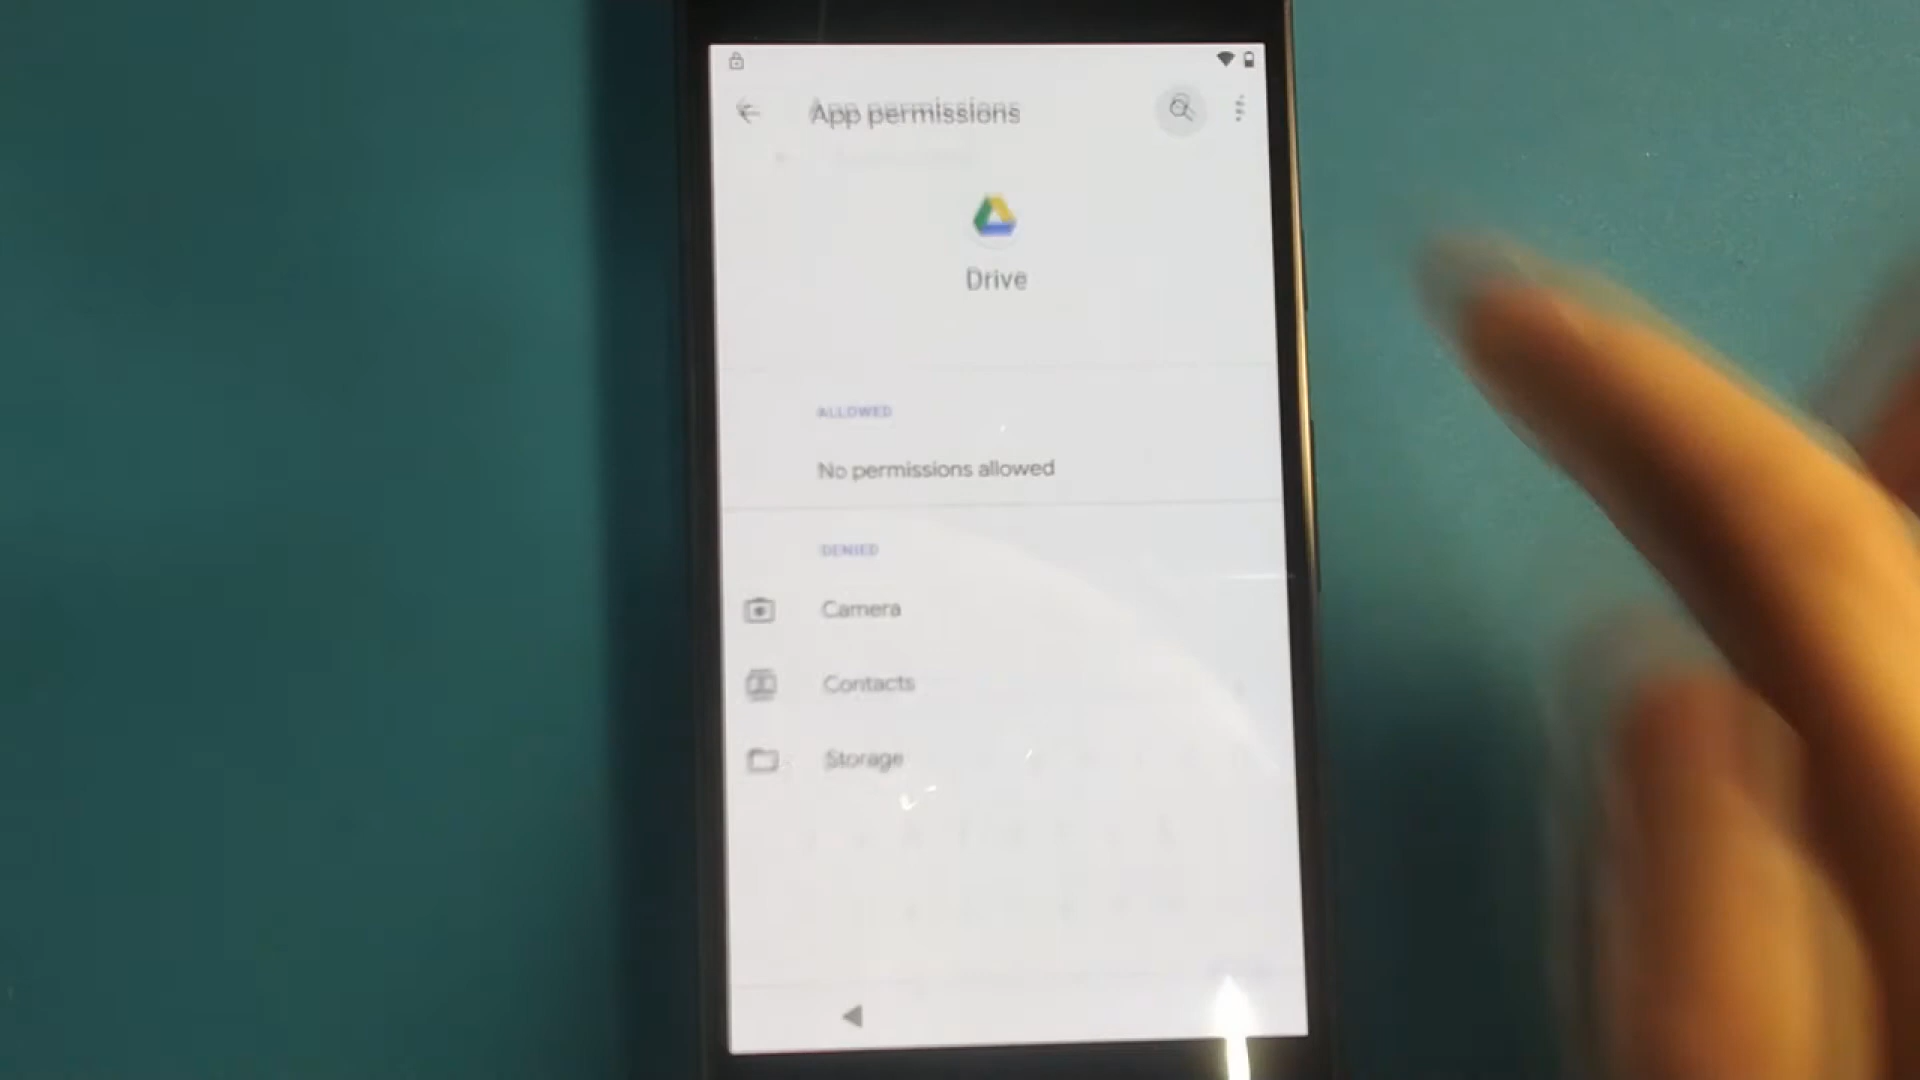 App permissions
Drive
ALLOWED
No permissions allowed
DENIED
Camera
Contacts
Storage